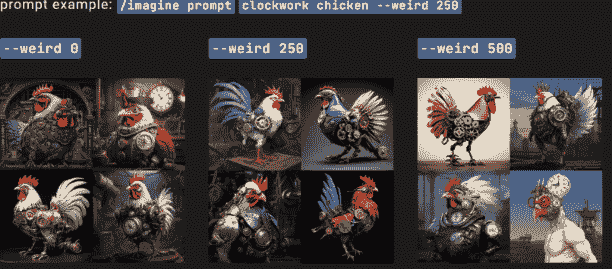 prompt example: /imagine prompt clockwork chicken --weird 250
--weird 0 --weird 250 --weird 500